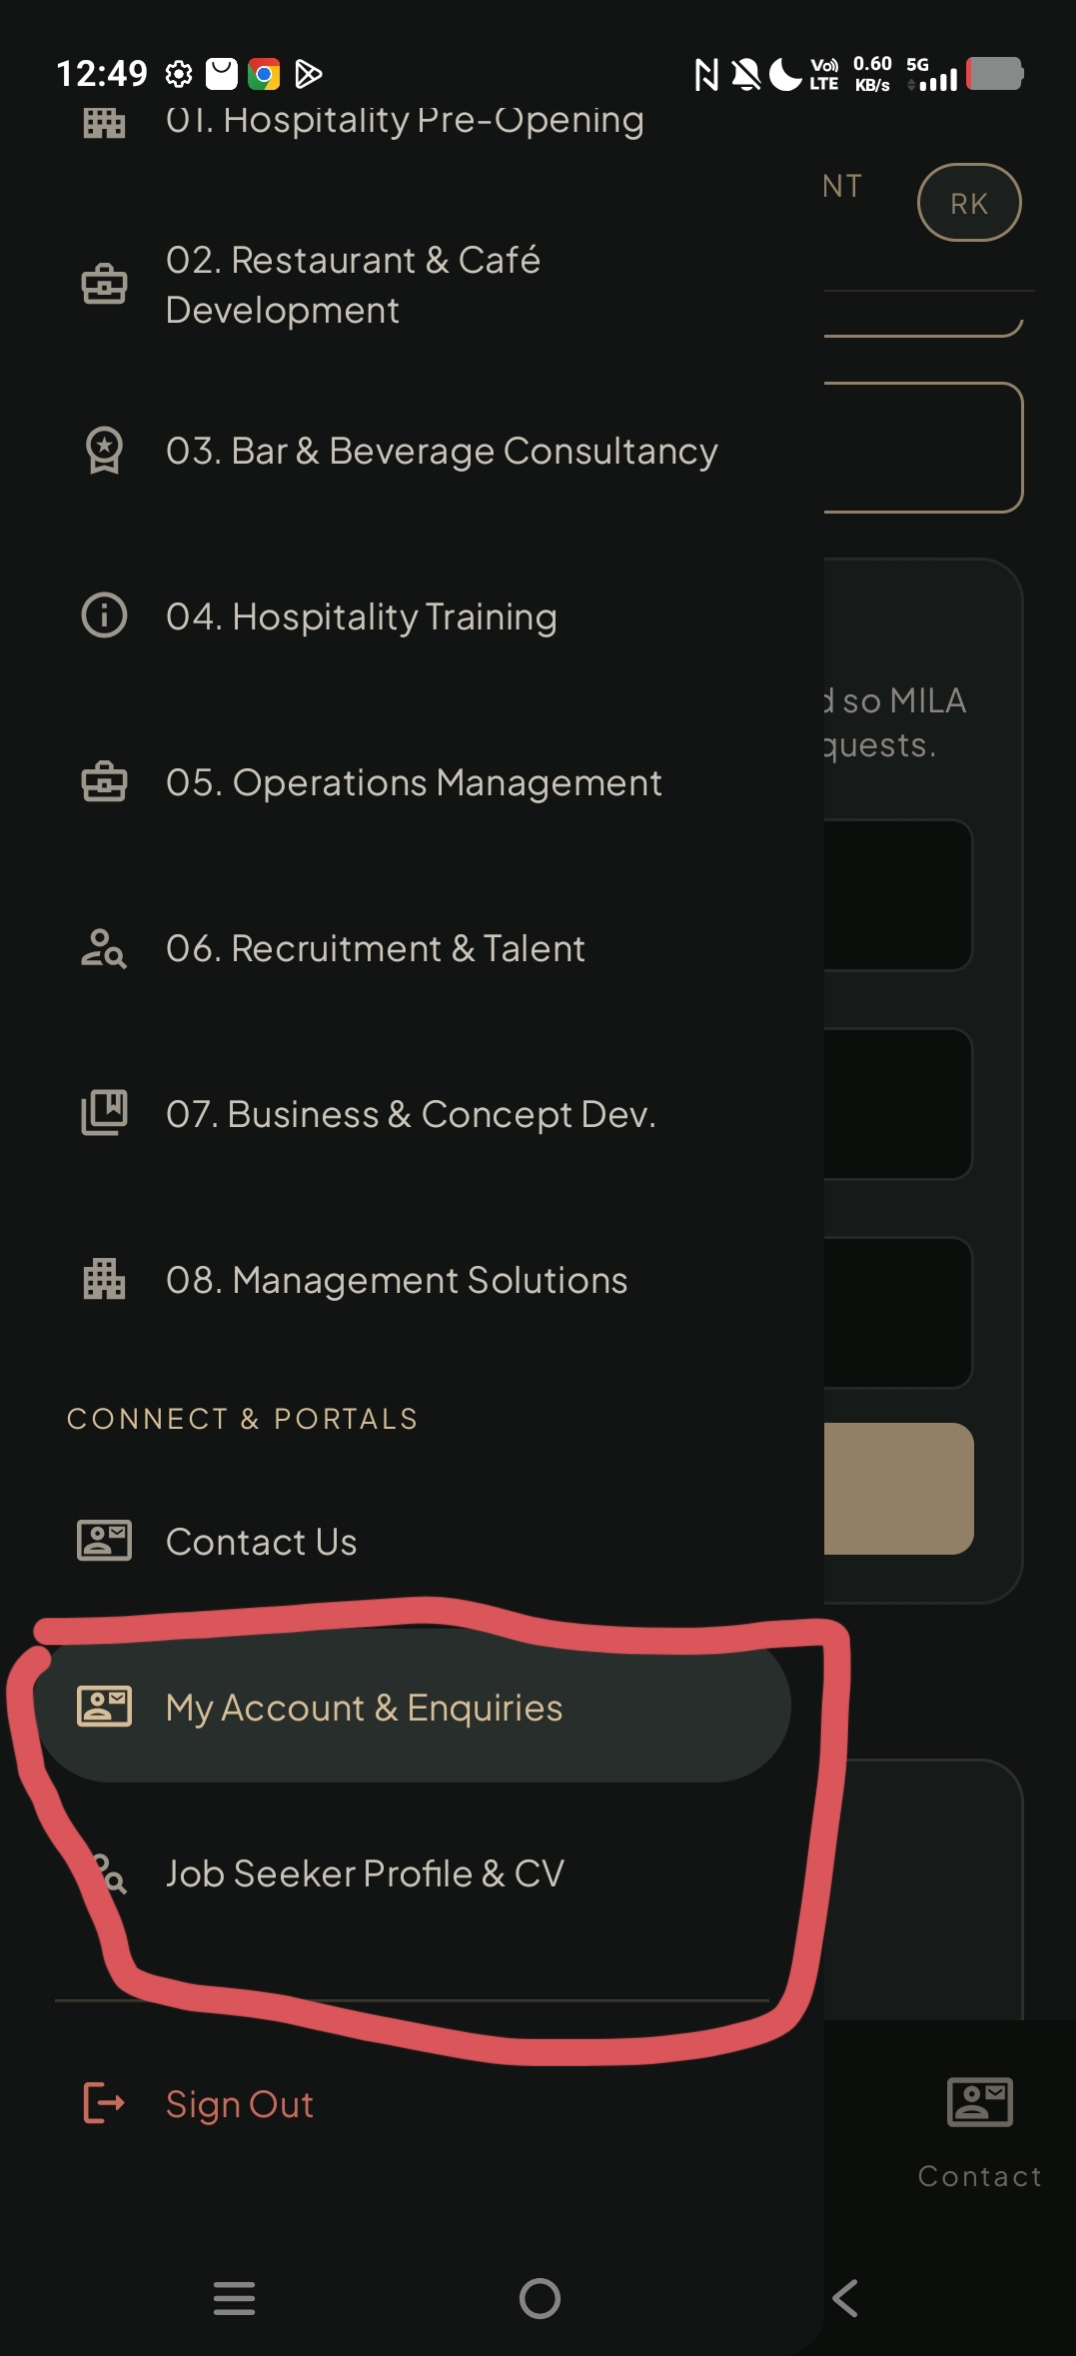 12:49
Vo))
LTE
0.60
KB/s
5G
01. Hospitality Pre-Opening
NT
RK
02. Restaurant & Café
Development
03. Bar & Beverage Consultancy
04. Hospitality Training
so MILA
quests.
05. Operations Management
06. Recruitment & Talent
07. Business & Concept Dev.
08. Management Solutions
CONNECT & PORTALS
Contact Us
My Account & Enquiries
Job Seeker Profile & CV
Sign Out
Contact